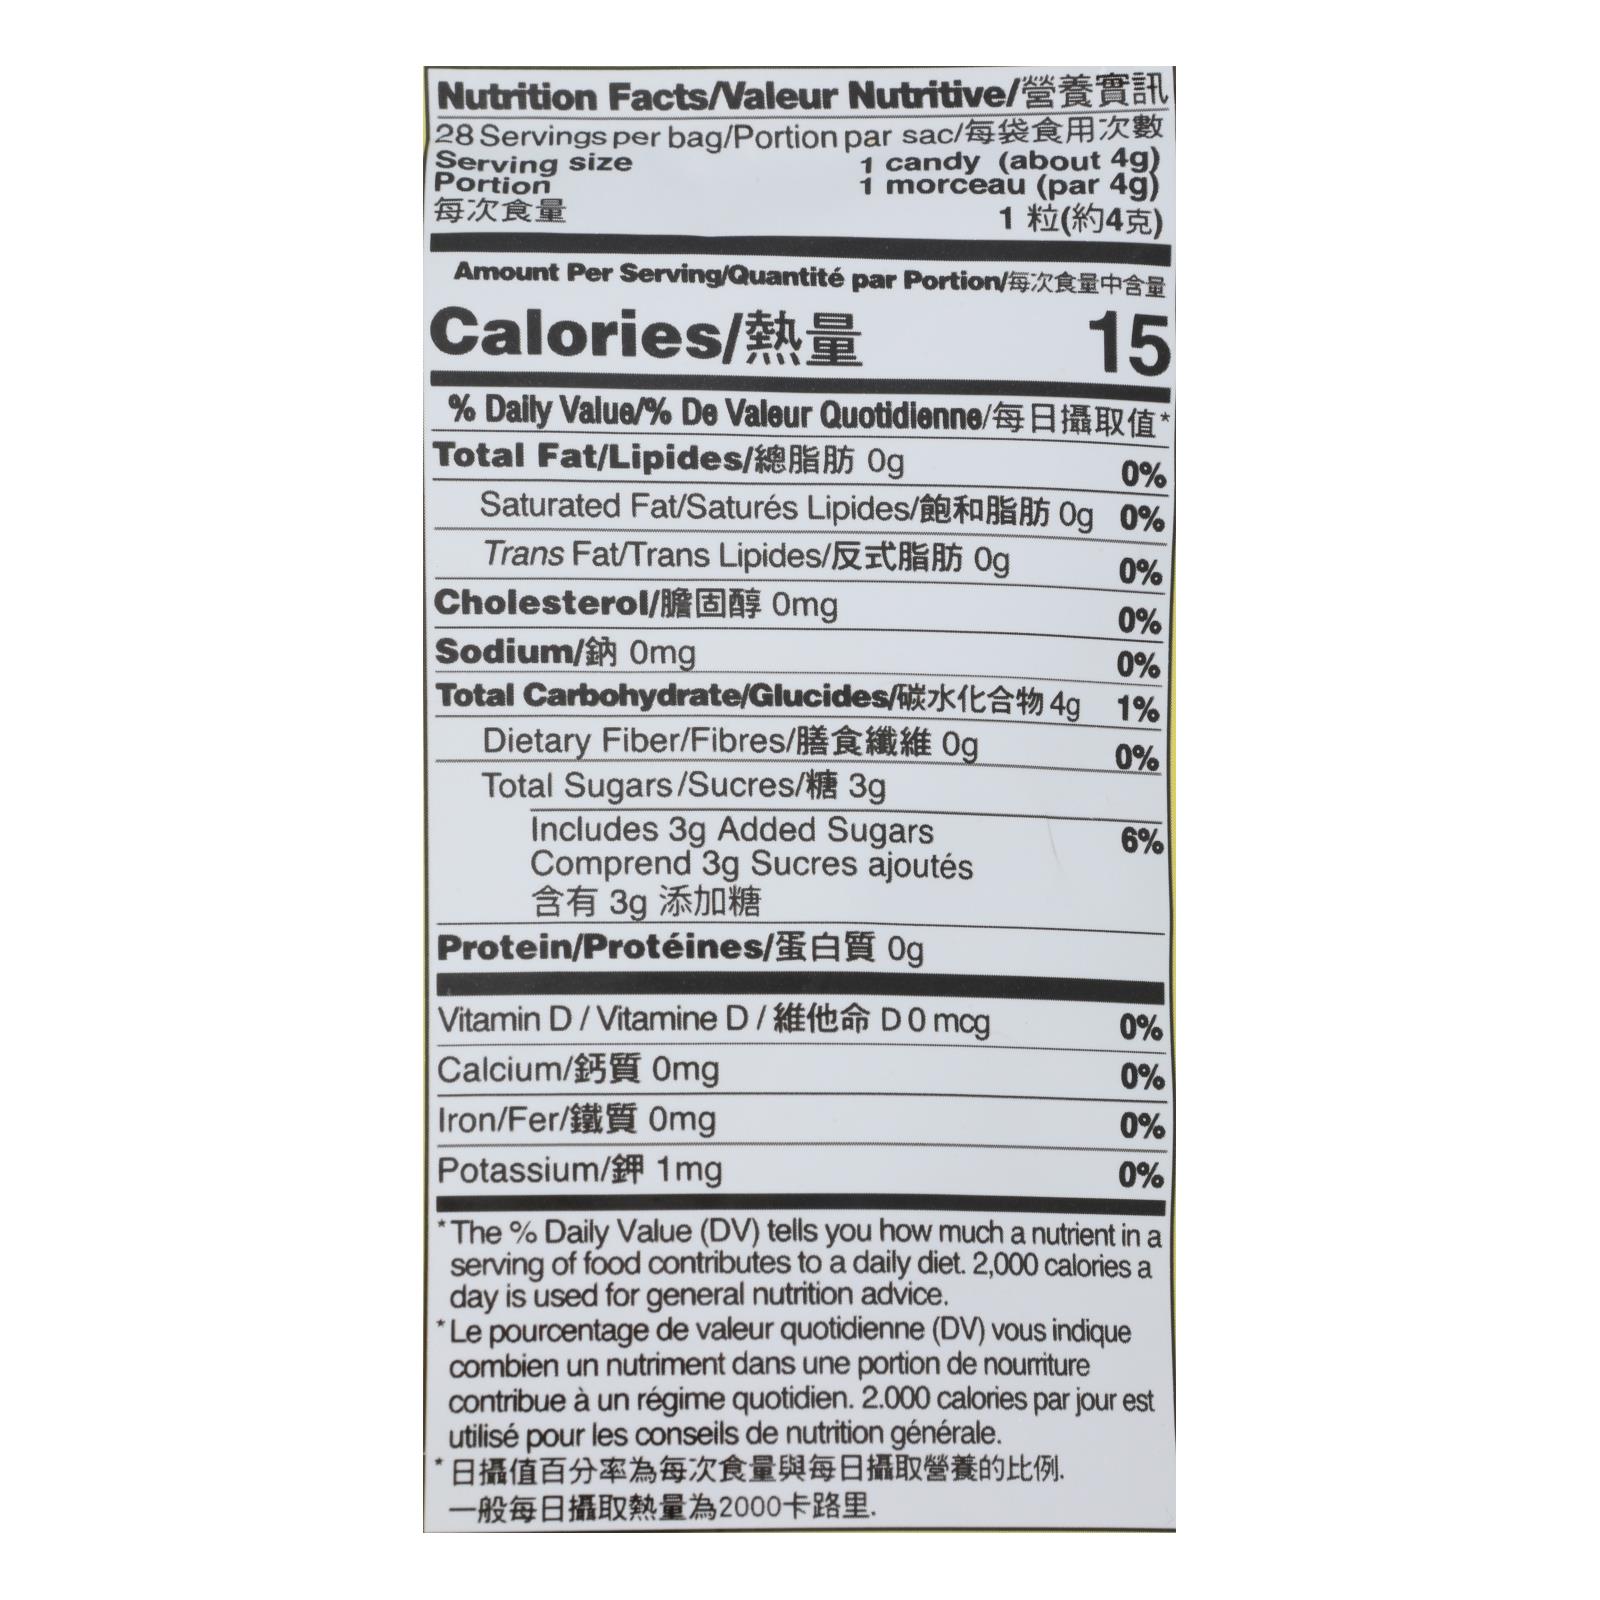 Nutrition Facts/Valeur Nutritive/營養實訊
28 Servings per bag/Portion par sac/每袋食用次數
Serving size 1 candy (about 4g)
Portion 1 morceau (par 4g)
每次食量 1 粒(約4克)
Amount Per Serving/Quantité par Portion/每次食量中含量
Calories/熱量 15
% Daily Value/% De Valeur Quotidienne/每日攝取值*
Total Fat/Lipides/總脂肪 0g 0%
Saturated Fat/Saturés Lipides/飽和脂肪 0g 0%
Trans Fat/Trans Lipides/反式脂肪 0g 0%
Cholesterol/膽固醇 0mg 0%
Sodium/鈉 0mg 0%
Total Carbohydrate/Glucides/碳水化合物 4g 1%
Dietary Fiber/Fibres/膳食纖維 0g 0%
Total Sugars/Sucres/糖 3g
Includes 3g Added Sugars 6%
Comprend 3g Sucres ajoutés
含有 3g 添加糖
Protein/Protéines/蛋白質 0g
Vitamin D / Vitamine D / 維他命 D 0 mcg 0%
Calcium/鈣質 0mg 0%
Iron/Fer/鐵質 0mg 0%
Potassium/鉀 1mg 0%
*The % Daily Value (DV) tells you how much a nutrient in a
serving of food contributes to a daily diet. 2,000 calories a
day is used for general nutrition advice.
*Le pourcentage de valeur quotidienne (DV) vous indique
combien un nutriment dans une portion de nourriture
contribue à un régime quotidien. 2.000 calories par jour est
utilisé pour les conseils de nutrition générale.
*日攝值百分率為每次食量與每日攝取營養的比例.
一般每日攝取熱量為2000卡路里.